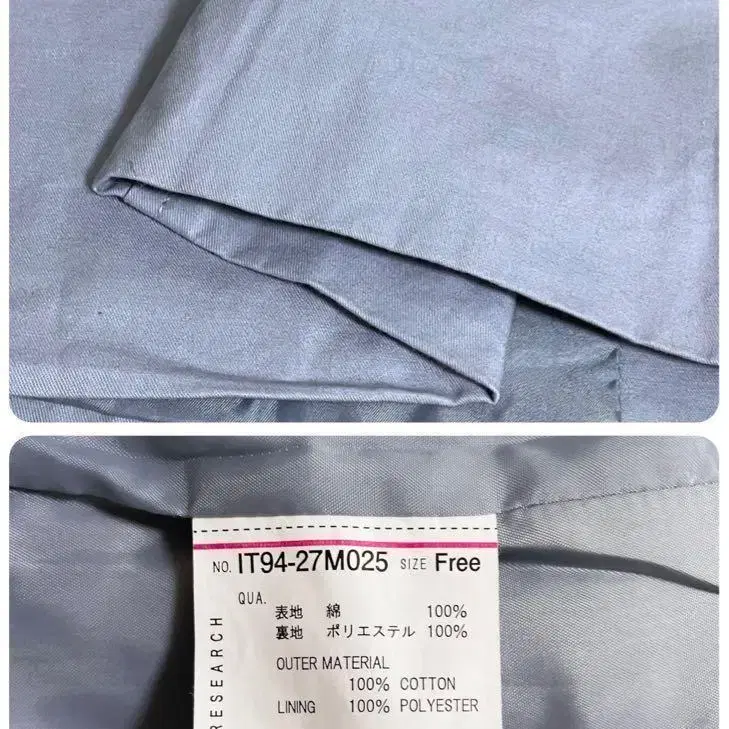 NO. IT94-27M025 SIZE Free
QUA.
表地 綿 100%
裏地 ポリエステル 100%
OUTER MATERIAL
100% COTTON
LINING 100% POLYESTER
RESEARCH